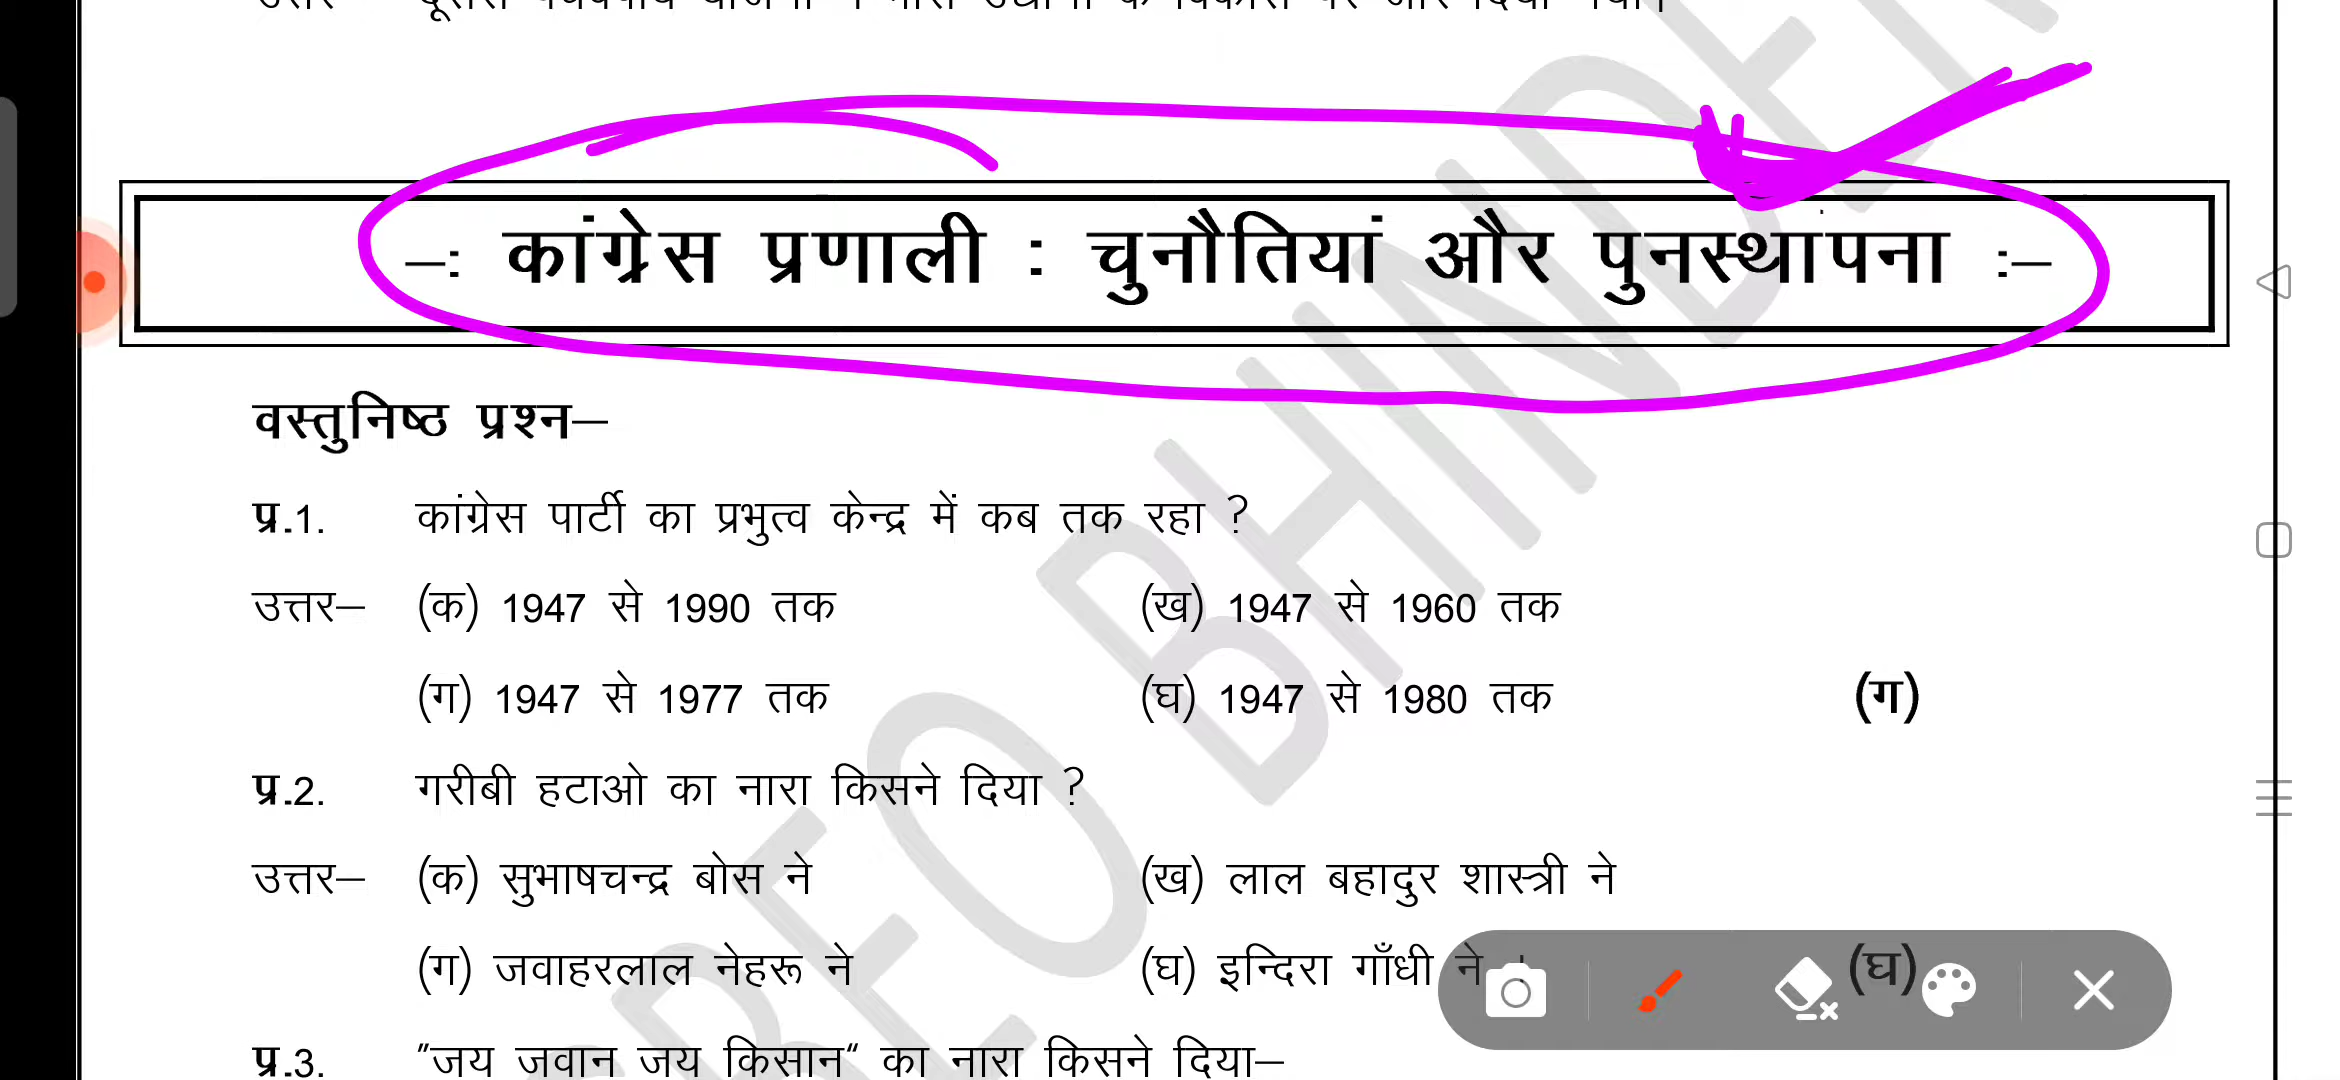 –: कांग्रेस प्रणाली : चुनौतियां और पुनस्थांपना :–
वस्तुनिष्ठ प्रश्न–
प्र.1. कांग्रेस पार्टी का प्रभुत्व केन्द्र में कब तक रहा ?
उत्तर– (क) 1947 से 1990 तक (ख) 1947 से 1960 तक
(ग) 1947 से 1977 तक (घ) 1947 से 1980 तक (ग)
प्र.2. गरीबी हटाओ का नारा किसने दिया ?
उत्तर– (क) सुभाषचन्द्र बोस ने (ख) लाल बहादुर शास्त्री ने
(ग) जवाहरलाल नेहरू ने (घ) इन्दिरा गाँधी ने (घ)
प्र.3. "जय जवान जय किसान" का नारा किसने दिया–